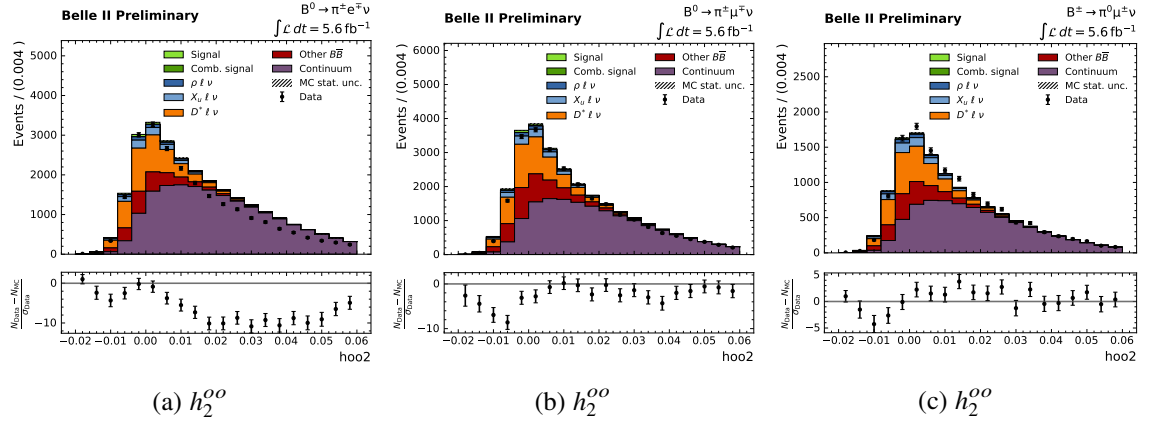 Belle II Preliminary
B⁰ → π±e∓ν
∫ℒ dt = 5.6 fb⁻¹
Signal
Comb. signal
ρ ℓ ν
Xᵤ ℓ ν
D* ℓ ν
Other BB̅
Continuum
MC stat. unc.
Data
Events / (0.004 )
5000
4000
3000
2000
1000
0
N_Data − N_MC / σ_Data
0
−10
−0.02 −0.01 0.00 0.01 0.02 0.03 0.04 0.05 0.06
hoo2
(a) h₂ᵒᵒ
Belle II Preliminary
B⁰ → π±μ∓ν
∫ℒ dt = 5.6 fb⁻¹
Signal
Comb. signal
ρ ℓ ν
Xᵤ ℓ ν
D* ℓ ν
Other BB̅
Continuum
MC stat. unc.
Data
Events / (0.004 )
6000
5000
4000
3000
2000
1000
0
N_Data − N_MC / σ_Data
0
−10
−0.02 −0.01 0.00 0.01 0.02 0.03 0.04 0.05 0.06
hoo2
(b) h₂ᵒᵒ
Belle II Preliminary
B± → π⁰μ±ν
∫ℒ dt = 5.6 fb⁻¹
Signal
Comb. signal
ρ ℓ ν
Xᵤ ℓ ν
D* ℓ ν
Other BB̅
Continuum
MC stat. unc.
Data
Events / (0.004 )
2500
2000
1500
1000
500
0
N_Data − N_MC / σ_Data
5
0
−5
−0.02 −0.01 0.00 0.01 0.02 0.03 0.04 0.05 0.06
hoo2
(c) h₂ᵒᵒ